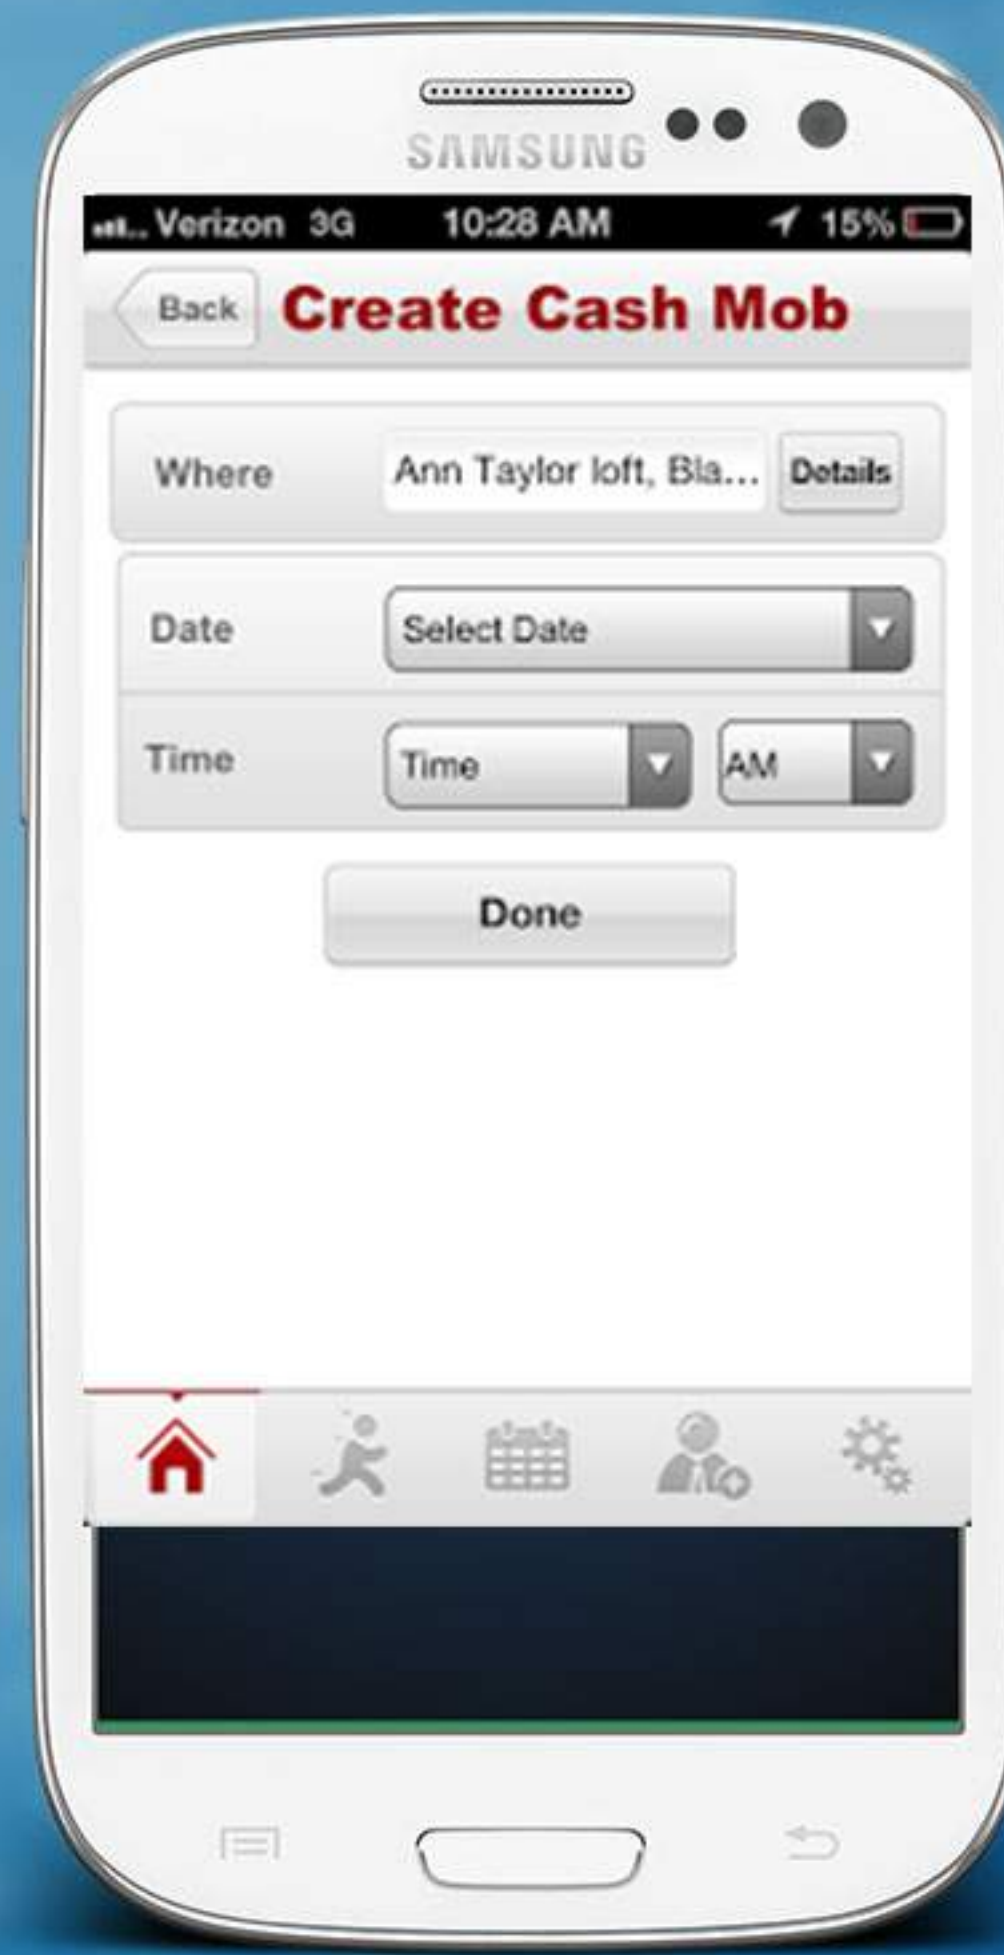 SAMSUNG
Verizon 3G 10:28 AM 15%
Back Create Cash Mob
Where Ann Taylor loft, Bla... Details
Date Select Date
Time Time AM
Done